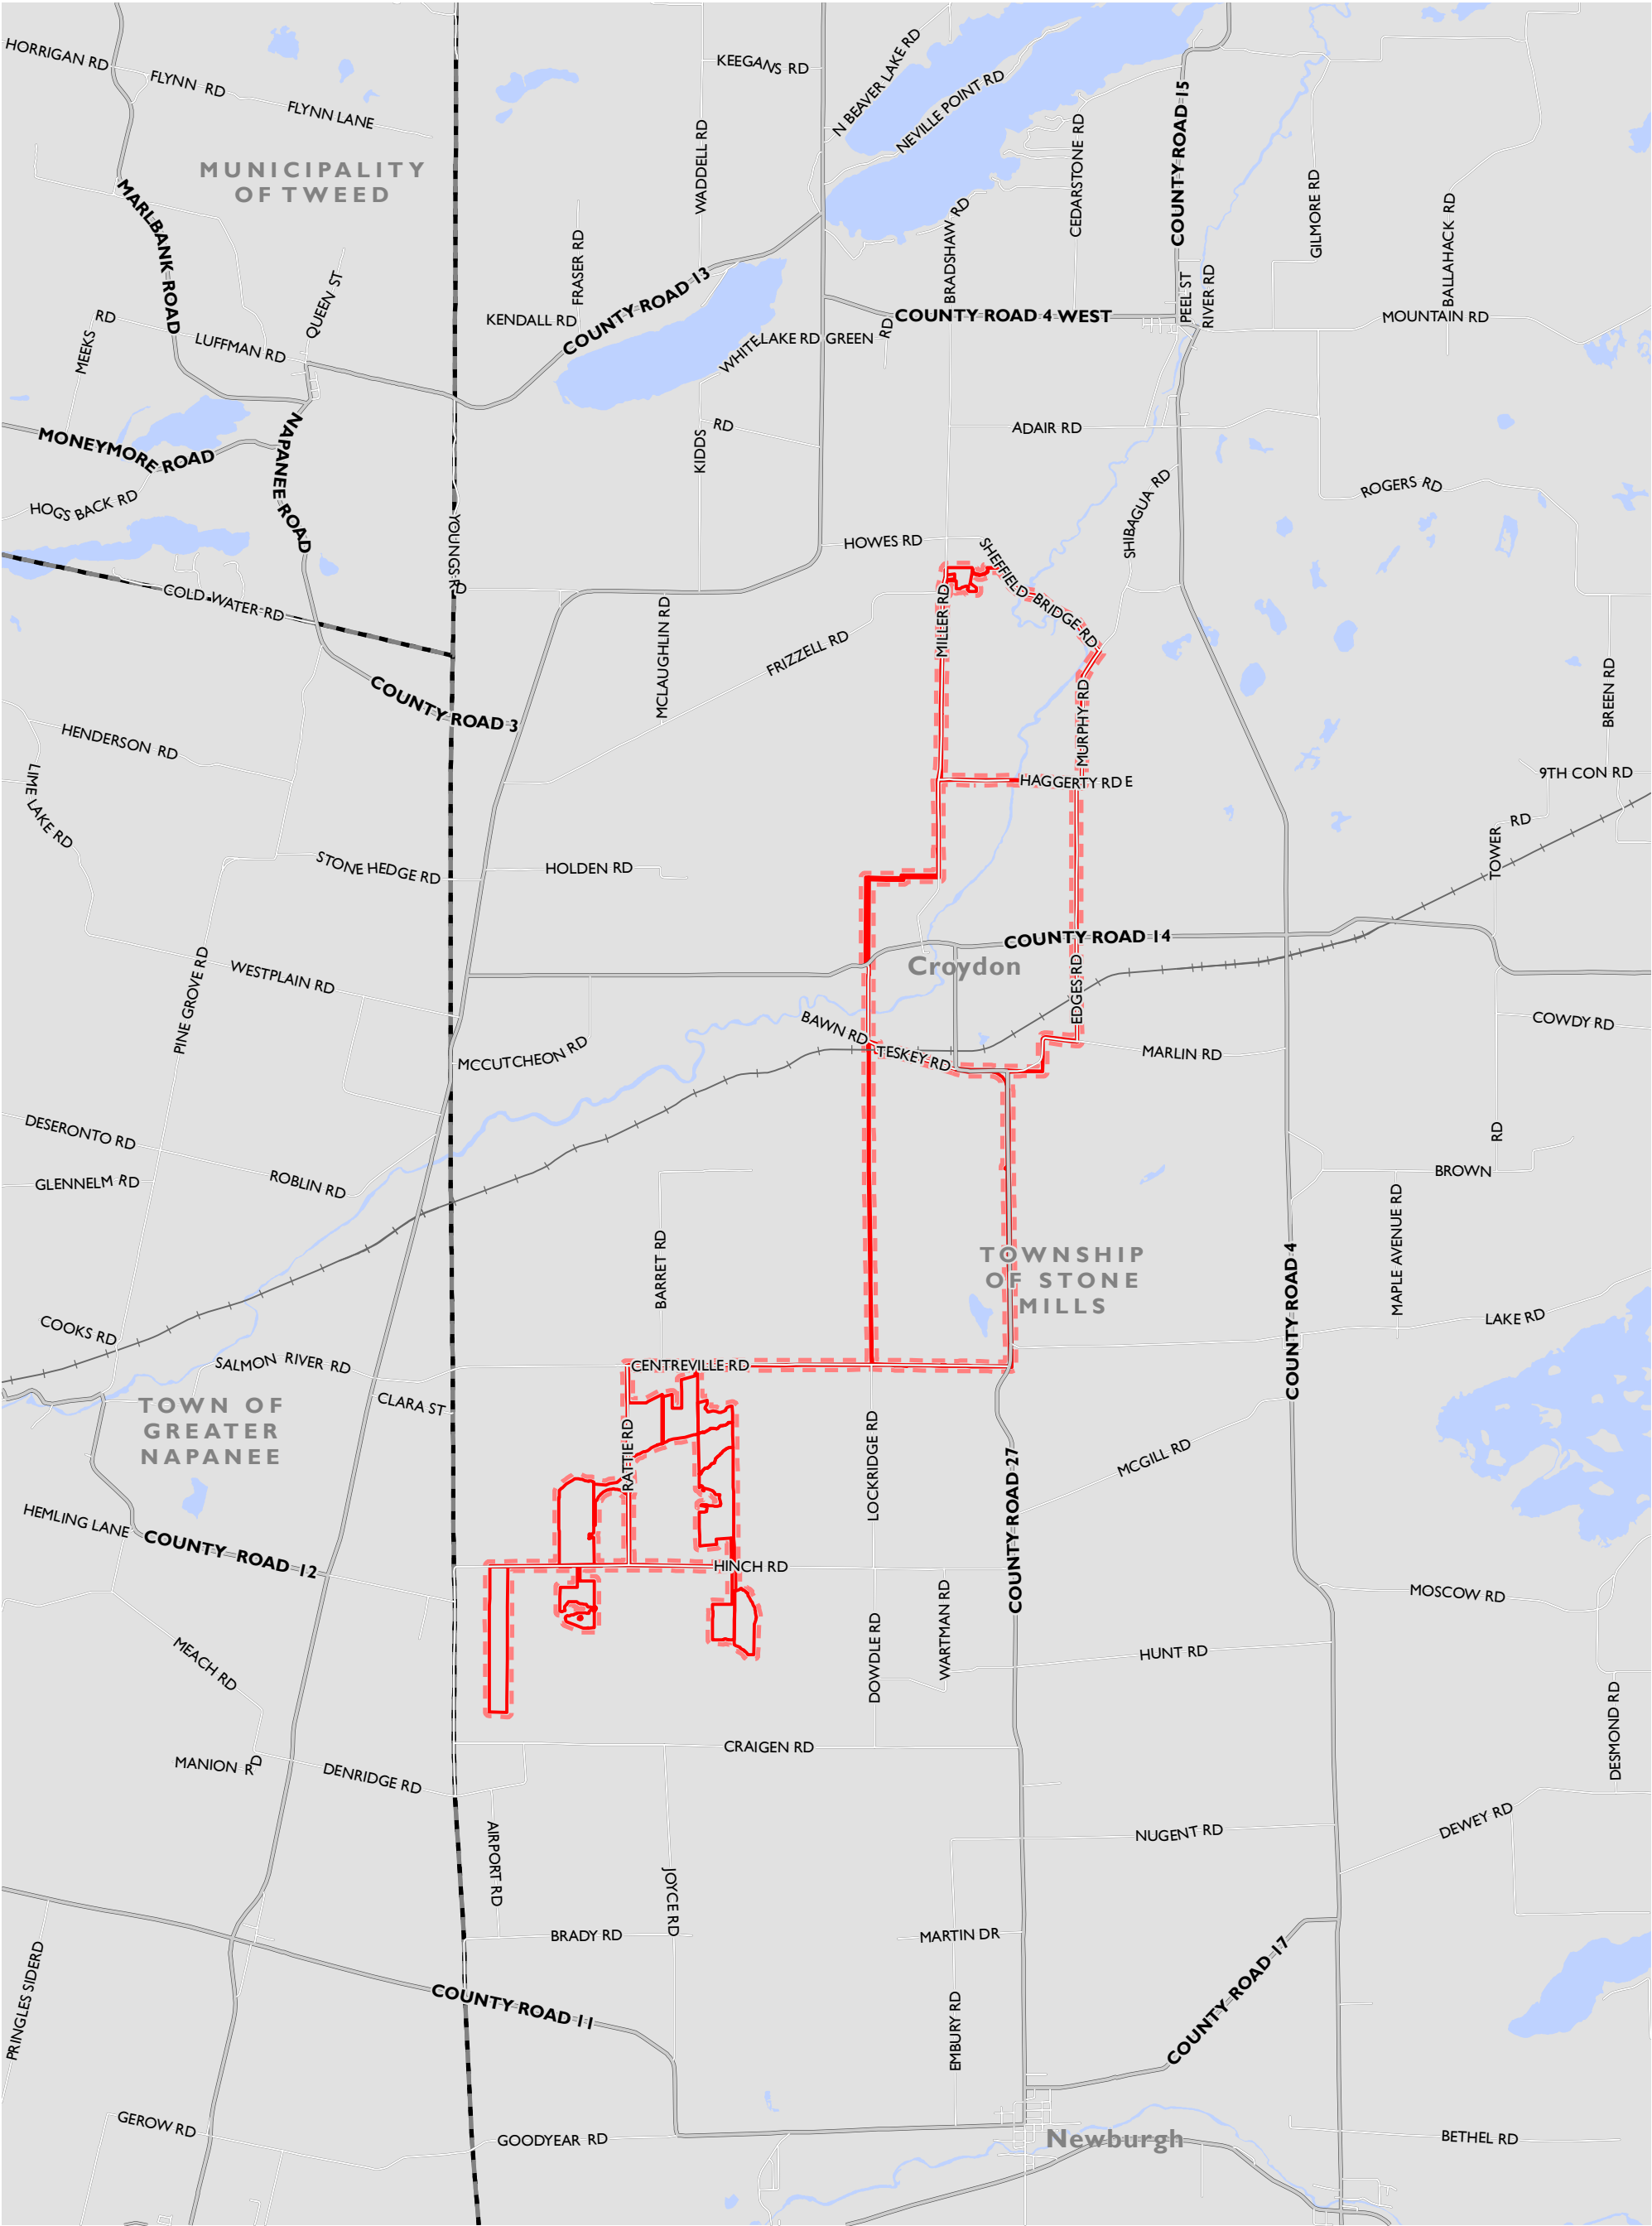 HORRIGAN RD
FLYNN RD
FLYNN LANE
KEEGANS RD
N BEAVER LAKE RD
NEVILLE POINT RD
WADDELL RD
CEDARSTONE RD
COUNTY ROAD 15
GILMORE RD
BALLAHACK RD
MUNICIPALITY
OF TWEED
MARLBANK ROAD
FRASER RD
BRADSHAW RD
PEEL ST
RIVER RD
QUEEN ST
MEEKS RD
LUFFMAN RD
KENDALL RD
COUNTY ROAD 13
WHITE LAKE RD
GREEN RD
COUNTY ROAD 4 WEST
MOUNTAIN RD
MONEYMORE ROAD
NAPANEE ROAD
KIDDS RD
ADAIR RD
HOGS BACK RD
SHIBAGUA RD
ROGERS RD
YOUNGS RD
HOWES RD
SHEFFIELD BRIDGE RD
COLD WATER RD
MCLAUGHLIN RD
FRIZZELL RD
MILLER RD
COUNTY ROAD 3
MURPHY RD
BREEN RD
HENDERSON RD
LIME LAKE RD
HAGGERTY RD E
9TH CON RD
TOWER RD
STONE HEDGE RD
HOLDEN RD
COUNTY ROAD 14
Croydon
WESTPLAIN RD
PINE GROVE RD
EDGES RD
BAWN RD
TESKEY RD
MCCUTCHEON RD
MARLIN RD
COWDY RD
DESERONTO RD
ROBLIN RD
GLENNELM RD
BROWN RD
BARRET RD
TOWNSHIP
OF STONE
MILLS
COUNTY ROAD 4
MAPLE AVENUE RD
LAKE RD
COOKS RD
SALMON RIVER RD
CENTREVILLE RD
CLARA ST
TOWN OF
GREATER
NAPANEE
RATTIE RD
LOCKRIDGE RD
COUNTY ROAD 27
MCGILL RD
HEMLING LANE
COUNTY ROAD 12
HINCH RD
MOSCOW RD
MEACH RD
DOWDLE RD
WARTMAN RD
HUNT RD
DESMOND RD
MANION RD
DENRIDGE RD
CRAIGEN RD
AIRPORT RD
JOYCE RD
NUGENT RD
DEWEY RD
BRADY RD
MARTIN DR
PRINGLES SIDERD
COUNTY ROAD 11
EMBURY RD
COUNTY ROAD 17
GEROW RD
GOODYEAR RD
Newburgh
BETHEL RD